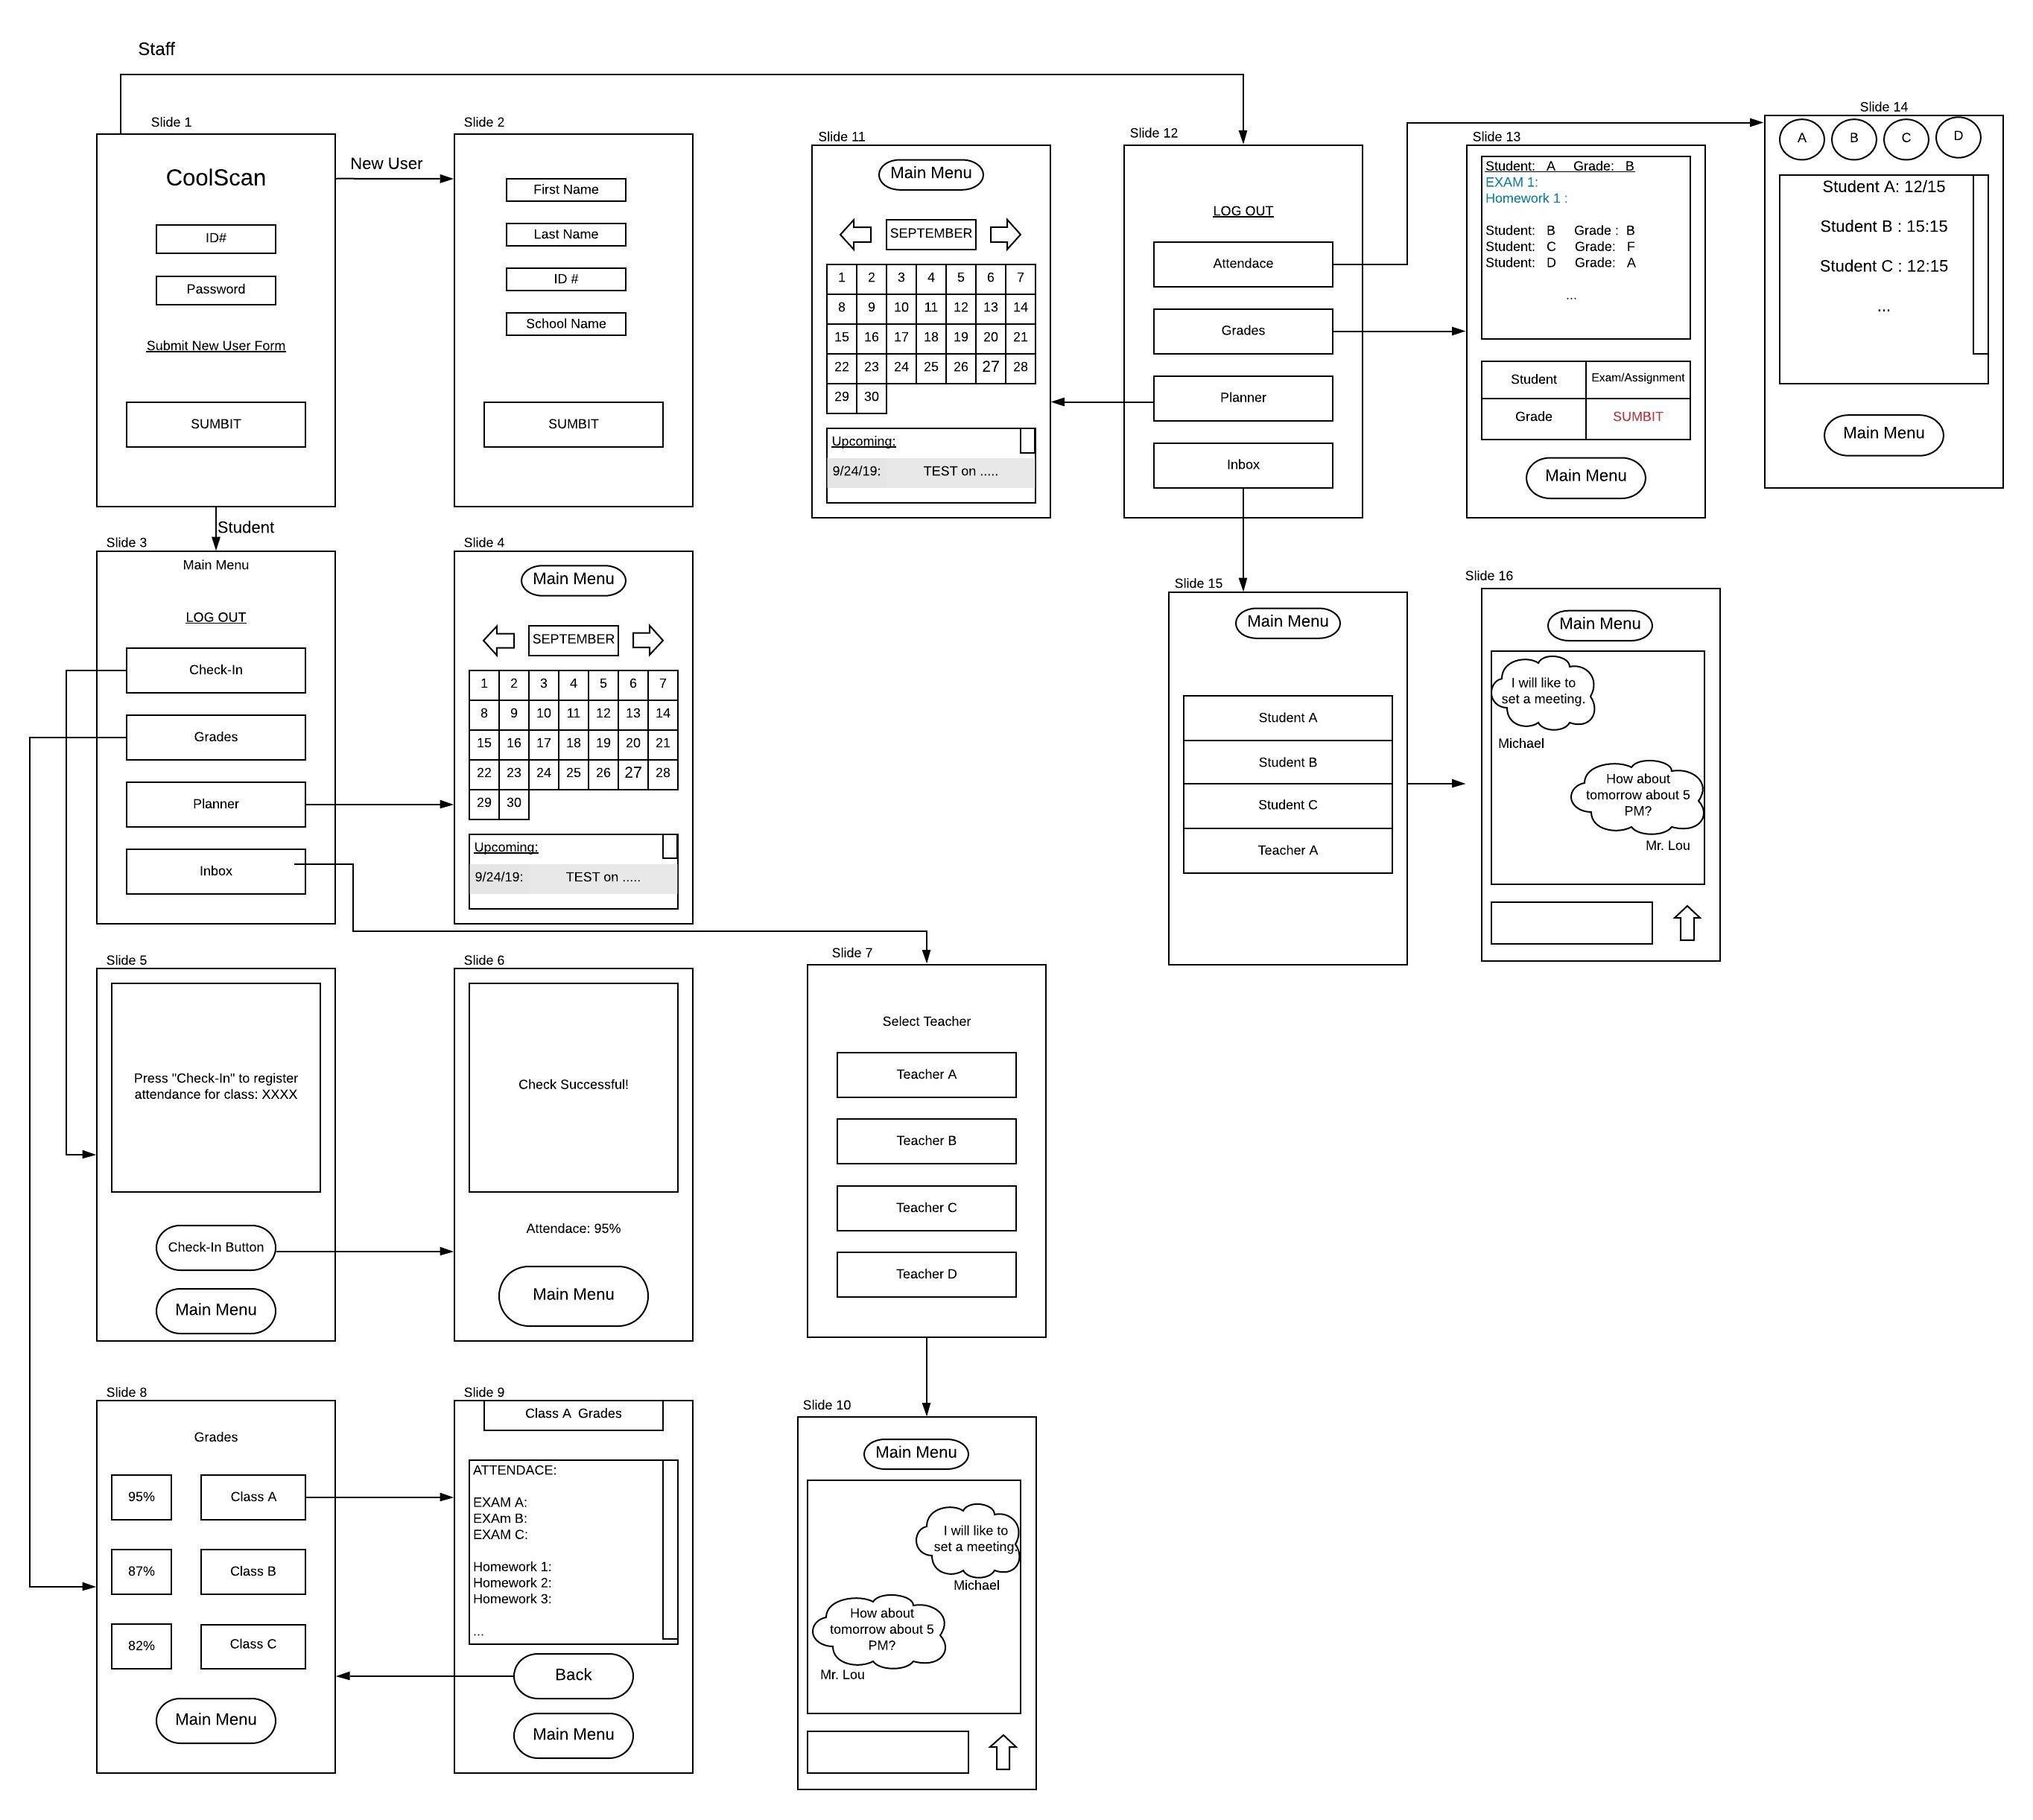 Staff
Slide 1
CoolScan
ID#
Password
Submit New User Form
SUMBIT
New User
Slide 2
First Name
Last Name
ID #
School Name
SUMBIT
Slide 11
Main Menu
SEPTEMBER
1 2 3 4 5 6 7
8 9 10 11 12 13 14
15 16 17 18 19 20 21
22 23 24 25 26 27 28
29 30
Upcoming:
9/24/19: TEST on .....
Slide 12
LOG OUT
Attendace
Grades
Planner
Inbox
Slide 13
Student: A Grade: B
EXAM 1:
Homework 1 :
Student: B Grade : B
Student: C Grade: F
Student: D Grade: A
...
Student Exam/Assignment
Grade SUMBIT
Main Menu
Slide 14
A B C D
Student A: 12/15
Student B : 15:15
Student C : 12:15
...
Main Menu
Student
Slide 3
Main Menu
LOG OUT
Check-In
Grades
Planner
Inbox
Slide 4
Main Menu
SEPTEMBER
1 2 3 4 5 6 7
8 9 10 11 12 13 14
15 16 17 18 19 20 21
22 23 24 25 26 27 28
29 30
Upcoming:
9/24/19: TEST on .....
Slide 15
Main Menu
Student A
Student B
Student C
Teacher A
Slide 16
Main Menu
I will like to
set a meeting.
Michael
How about
tomorrow about 5
PM?
Mr. Lou
Slide 5
Press "Check-In" to register
attendance for class: XXXX
Check-In Button
Main Menu
Slide 6
Check Successful!
Attendace: 95%
Main Menu
Slide 7
Select Teacher
Teacher A
Teacher B
Teacher C
Teacher D
Slide 8
Grades
95% Class A
87% Class B
82% Class C
Main Menu
Slide 9
Class A Grades
ATTENDACE:
EXAM A:
EXAm B:
EXAM C:
Homework 1:
Homework 2:
Homework 3:
...
Back
Main Menu
Slide 10
Main Menu
I will like to
set a meeting.
Michael
How about
tomorrow about 5
PM?
Mr. Lou